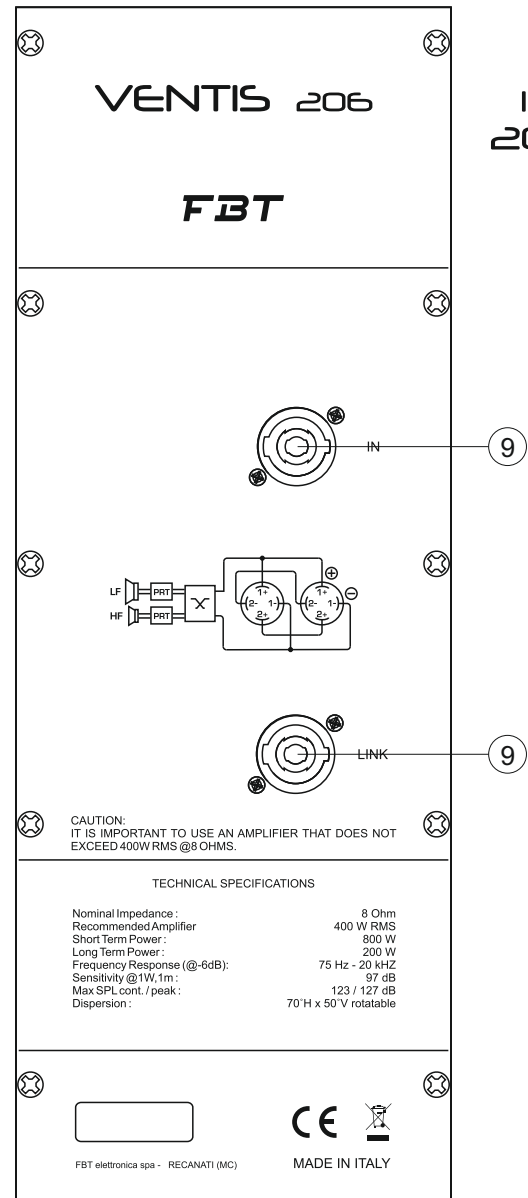 VENTIS 206
FBT
IN
9
LF PRT
HF PRT
1+ 2- 1- 2+
1+ 2- 1- 2+
+
-
LINK
9
CAUTION:
IT IS IMPORTANT TO USE AN AMPLIFIER THAT DOES NOT
EXCEED 400W RMS @8 OHMS.
TECHNICAL SPECIFICATIONS
Nominal Impedance : 8 Ohm
Recommended Amplifier 400 W RMS
Short Term Power : 800 W
Long Term Power : 200 W
Frequency Response (@-6dB): 75 Hz - 20 kHZ
Sensitivity @1W,1m : 97 dB
Max SPL cont. / peak : 123 / 127 dB
Dispersion : 70°H x 50°V rotatable
CE
FBT elettronica spa - RECANATI (MC)
MADE IN ITALY